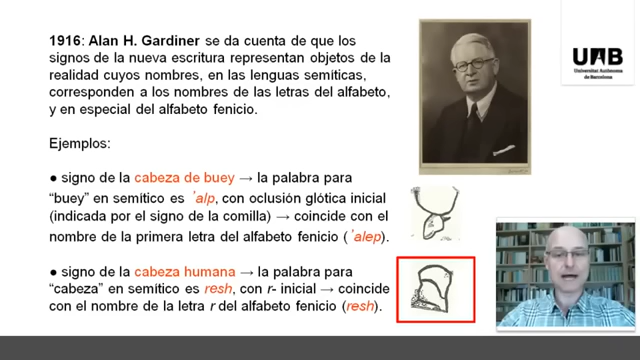 1916: Alan H. Gardiner se da cuenta de que los
signos de la nueva escritura representan objetos de la
realidad cuyos nombres, en las lenguas semíticas,
corresponden a los nombres de las letras del alfabeto,
y en especial del alfabeto fenicio.
Ejemplos:
● signo de la cabeza de buey → la palabra para
“buey” en semítico es ’alp, con oclusión glótica inicial
(indicada por el signo de la comilla) → coincide con el
nombre de la primera letra del alfabeto fenicio (’alep).
● signo de la cabeza humana → la palabra para
“cabeza” en semítico es resh, con r- inicial → coincide
con el nombre de la letra r del alfabeto fenicio (resh).
UAB
Universitat Autònoma
de Barcelona